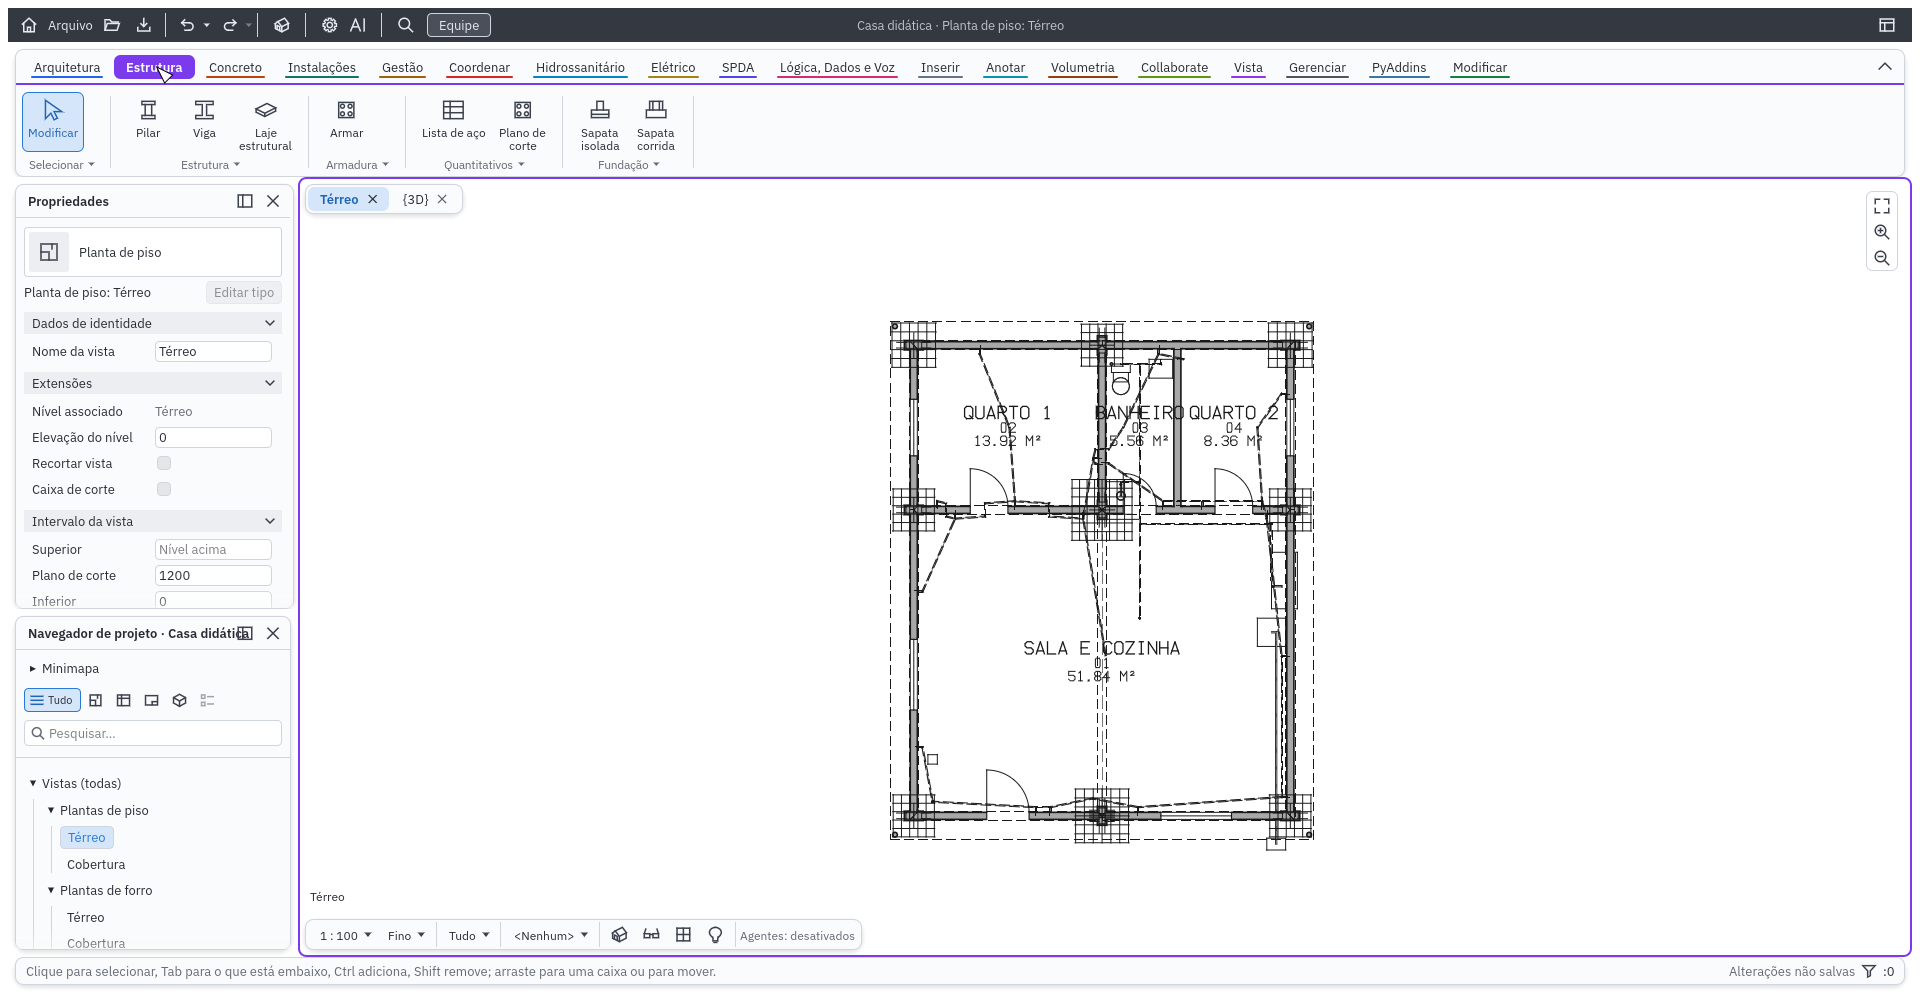 Arquivo
AI
Equipe
Casa didática · Planta de piso: Térreo
Arquitetura Estrutura Concreto Instalações Gestão Coordenar Hidrossanitário Elétrico SPDA Lógica, Dados e Voz Inserir Anotar Volumetria Collaborate Vista Gerenciar PyAddins Modificar
Modificar
Pilar
Viga
Laje estrutural
Armar
Lista de aço
Plano de corte
Sapata isolada
Sapata corrida
Selecionar
Estrutura
Armadura
Quantitativos
Fundação
Propriedades
Planta de piso
Planta de piso: Térreo
Editar tipo
Dados de identidade
Nome da vista Térreo
Extensões
Nível associado Térreo
Elevação do nível 0
Recortar vista
Caixa de corte
Intervalo da vista
Superior Nível acima
Plano de corte 1200
Inferior 0
Navegador de projeto · Casa didática
Minimapa
Tudo
Pesquisar...
Vistas (todas)
Plantas de piso
Térreo
Cobertura
Plantas de forro
Térreo
Cobertura
Térreo
{3D}
QUARTO 1
02
13.92 M²
BANHEIRO
03
5.56 M²
QUARTO 2
04
8.36 M²
SALA E COZINHA
01
51.84 M²
Térreo
1 : 100
Fino
Tudo
<Nenhum>
Agentes: desativados
Clique para selecionar, Tab para o que está embaixo, Ctrl adiciona, Shift remove; arraste para uma caixa ou para mover.
Alterações não salvas
:0